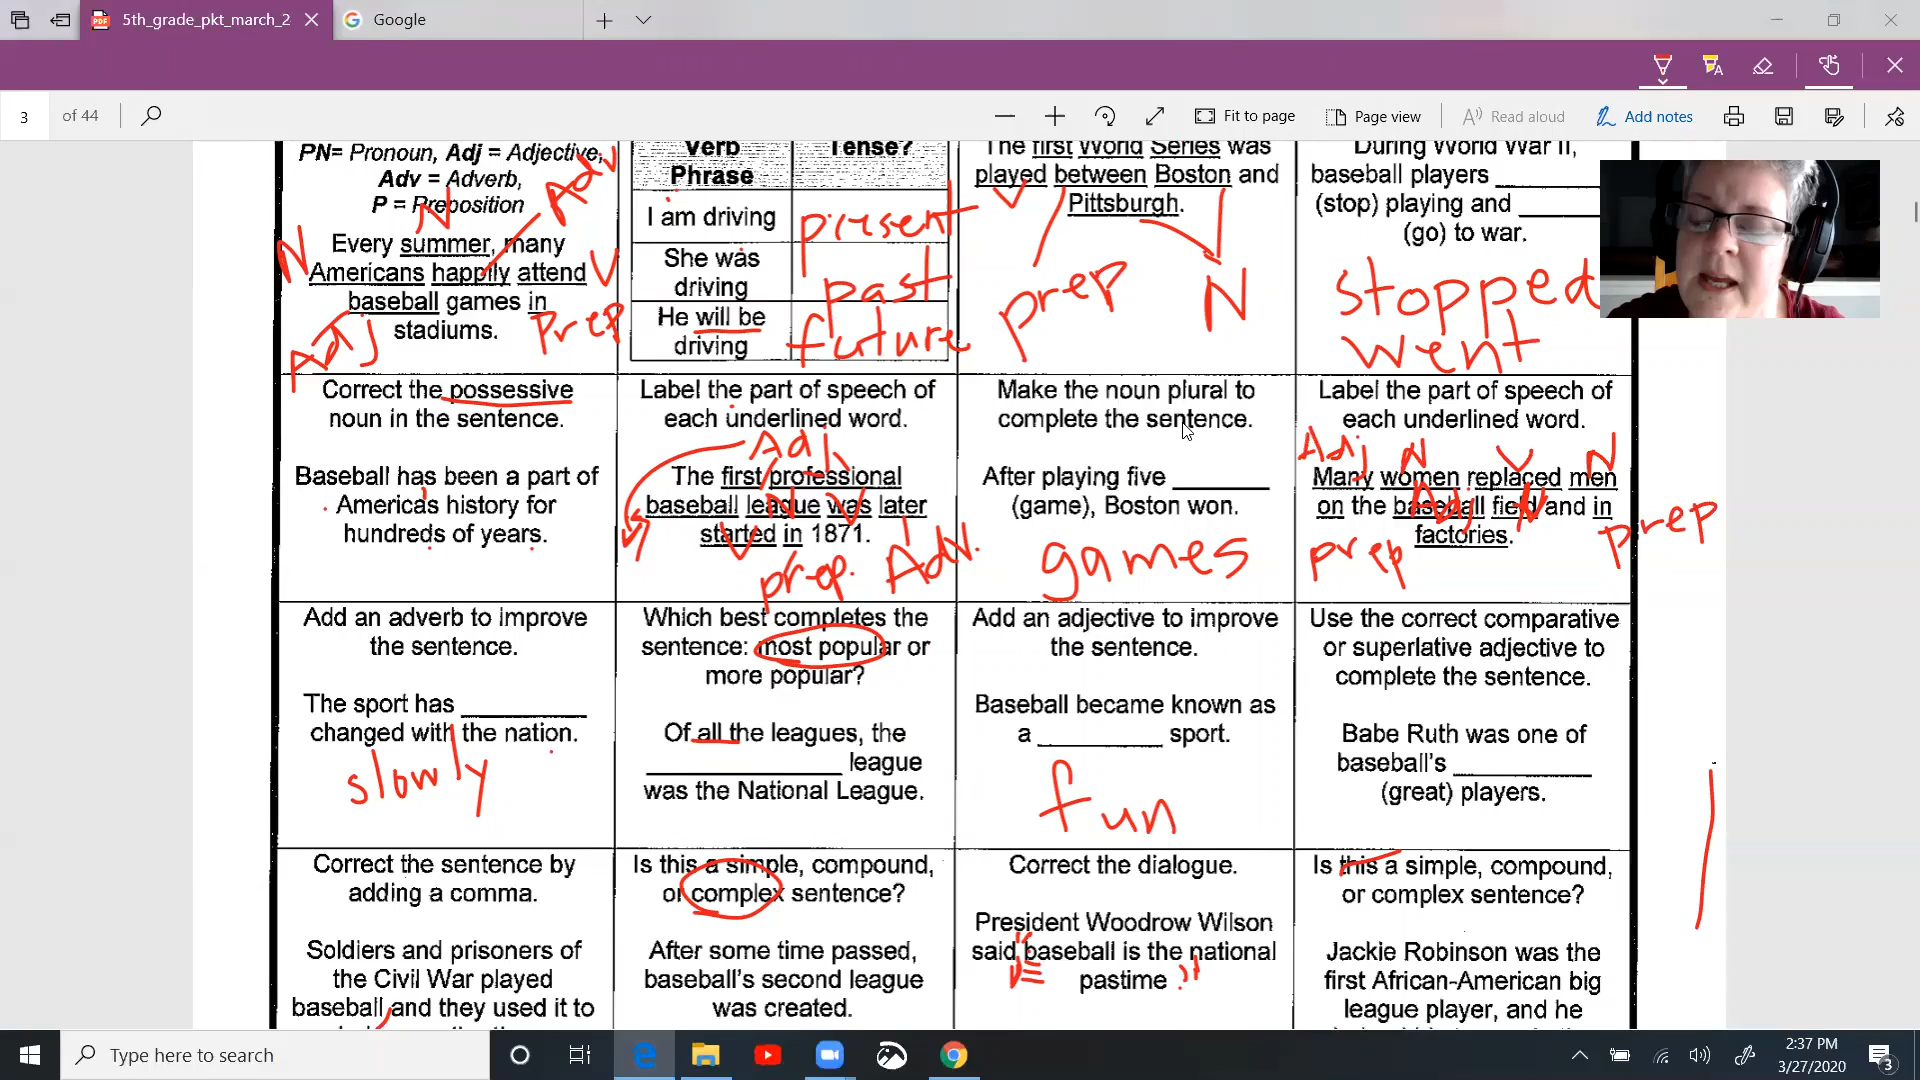 5th_grade_pkt_march_2
Google
3 of 44
Fit to page
Page view
Read aloud
Add notes
PN= Pronoun, Adj = Adjective,
Adv = Adverb,
P = Preposition
Adv
N
N
Every summer, many
Americans happily attend
baseball games in
stadiums.
V
Prep
Adj
Verb
Phrase
Tense?
I am driving
present
She was
driving
past
He will be
driving
future
The first World Series was
played between Boston and
Pittsburgh.
V
prep
N
During World War II,
baseball players
(stop) playing and
(go) to war.
stopped
went
Correct the possessive
noun in the sentence.
Baseball has been a part of
America's history for
hundreds of years.
Label the part of speech of
each underlined word.
Adj
The first professional
baseball league was later
started in 1871.
N
V
V
prep.
Adv.
Make the noun plural to
complete the sentence.
After playing five
(game), Boston won.
games
Label the part of speech of
each underlined word.
Adj N V N
Many women replaced men
on the baseball field and in
factories.
Adj N
prep
prep
Add an adverb to improve
the sentence.
The sport has
changed with the nation.
slowly
Which best completes the
sentence: most popular or
more popular?
Of all the leagues, the
league
was the National League.
Add an adjective to improve
the sentence.
Baseball became known as
a sport.
fun
Use the correct comparative
or superlative adjective to
complete the sentence.
Babe Ruth was one of
baseball's
(great) players.
Correct the sentence by
adding a comma.
Soldiers and prisoners of
the Civil War played
baseball, and they used it to
Is this a simple, compound,
or complex sentence?
After some time passed,
baseball's second league
was created.
Correct the dialogue.
President Woodrow Wilson
said baseball is the national
pastime
Is this a simple, compound,
or complex sentence?
Jackie Robinson was the
first African-American big
league player, and he
Type here to search
2:37 PM
3/27/2020
3